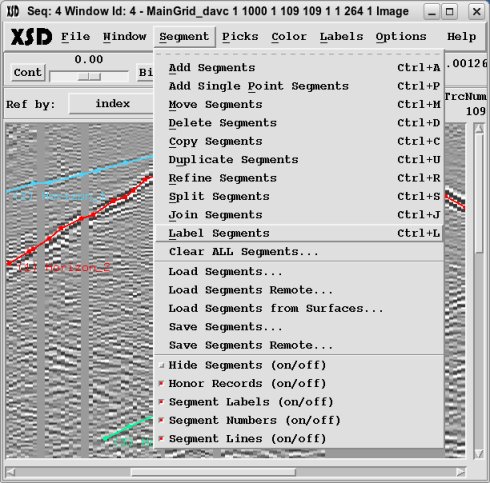 XSD Seq: 4 Window Id: 4 - MainGrid_davc 1 1000 1 109 109 1 1 264 1 Image
XSD File Window Segment Picks Color Labels Options Help
0.00
.00126
Cont
Ref by: index
TrcNum
109
Add Segments Ctrl+A
Add Single Point Segments Ctrl+P
Move Segments Ctrl+M
Delete Segments Ctrl+D
Copy Segments Ctrl+C
Duplicate Segments Ctrl+U
Refine Segments Ctrl+R
Split Segments Ctrl+S
Join Segments Ctrl+J
Label Segments Ctrl+L
Clear ALL Segments...
Load Segments...
Load Segments Remote...
Load Segments from Surfaces...
Save Segments...
Save Segments Remote...
Hide Segments (on/off)
Honor Records (on/off)
Segment Labels (on/off)
Segment Numbers (on/off)
Segment Lines (on/off)
(1) Horizon_2